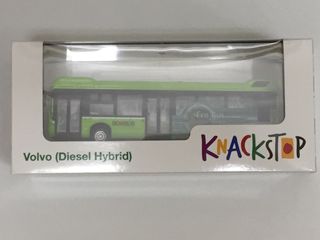 Volvo (Diesel Hybrid)
KNACKSTOP